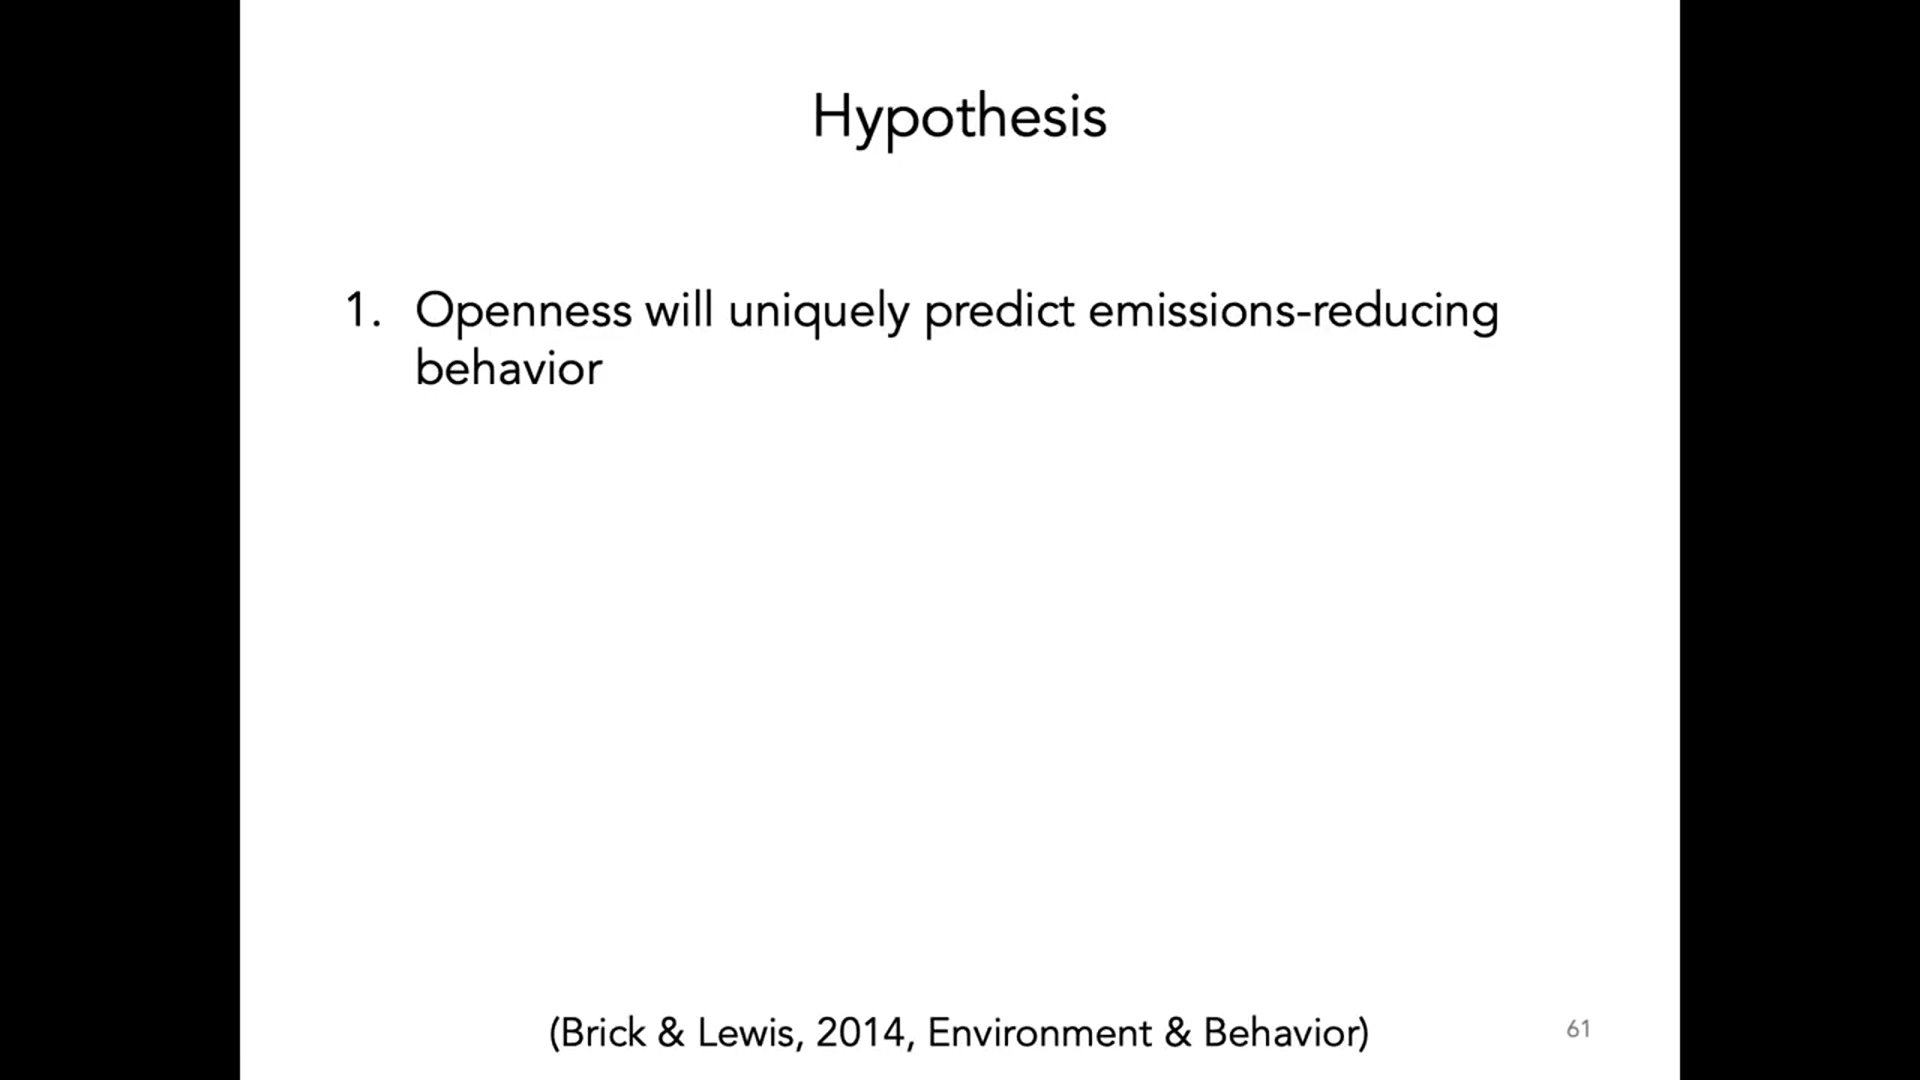 Hypothesis
1. Openness will uniquely predict emissions-reducing
behavior
(Brick & Lewis, 2014, Environment & Behavior)
61